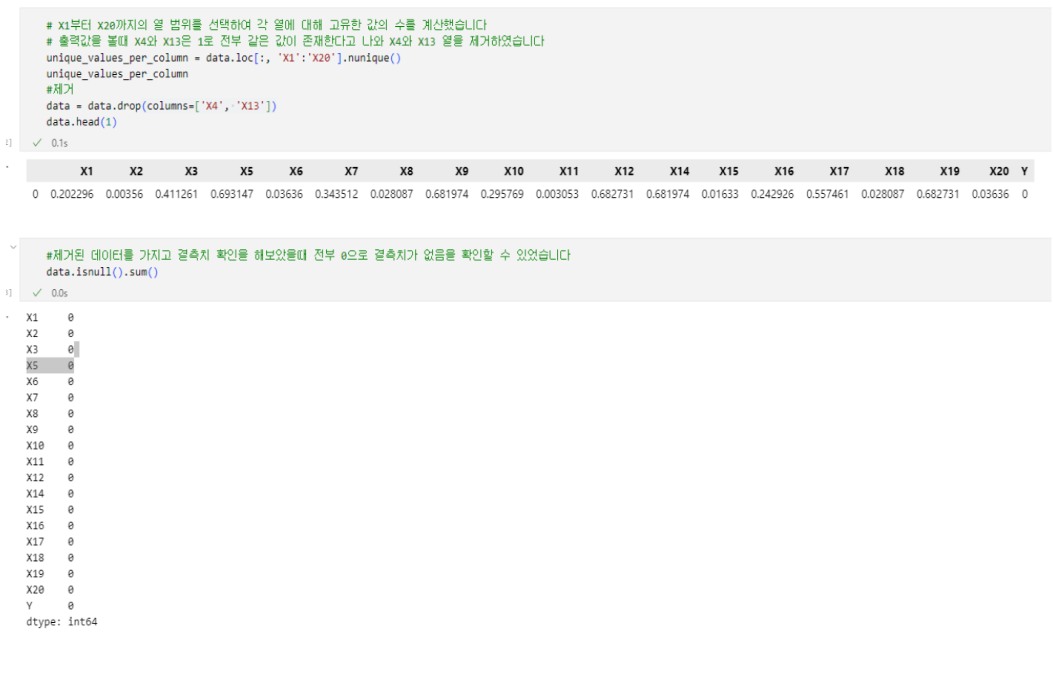 # X1부터 X20까지의 열 범위를 선택하여 각 열에 대해 고유한 값의 수를 계산했습니다
# 출력값을 볼때 X4와 X13은 1로 전부 같은 값이 존재한다고 나와 X4와 X13 열을 제거하였습니다
unique_values_per_column = data.loc[:, 'X1':'X20'].nunique()
unique_values_per_column
#제거
data = data.drop(columns=['X4', 'X13'])
data.head(1)
✓ 0.1s
X1 X2 X3 X5 X6 X7 X8 X9 X10 X11 X12 X14 X15 X16 X17 X18 X19 X20 Y
0 0.202296 0.00356 0.411261 0.693147 0.03636 0.343512 0.028087 0.681974 0.295769 0.003053 0.682731 0.681974 0.01633 0.242926 0.557461 0.028087 0.682731 0.03636 0
#제거된 데이터를 가지고 결측치 확인을 해보았을때 전부 0으로 결측치가 없음을 확인할 수 있었습니다
data.isnull().sum()
✓ 0.0s
X1 0
X2 0
X3 0
X5 0
X6 0
X7 0
X8 0
X9 0
X10 0
X11 0
X12 0
X14 0
X15 0
X16 0
X17 0
X18 0
X19 0
X20 0
Y 0
dtype: int64